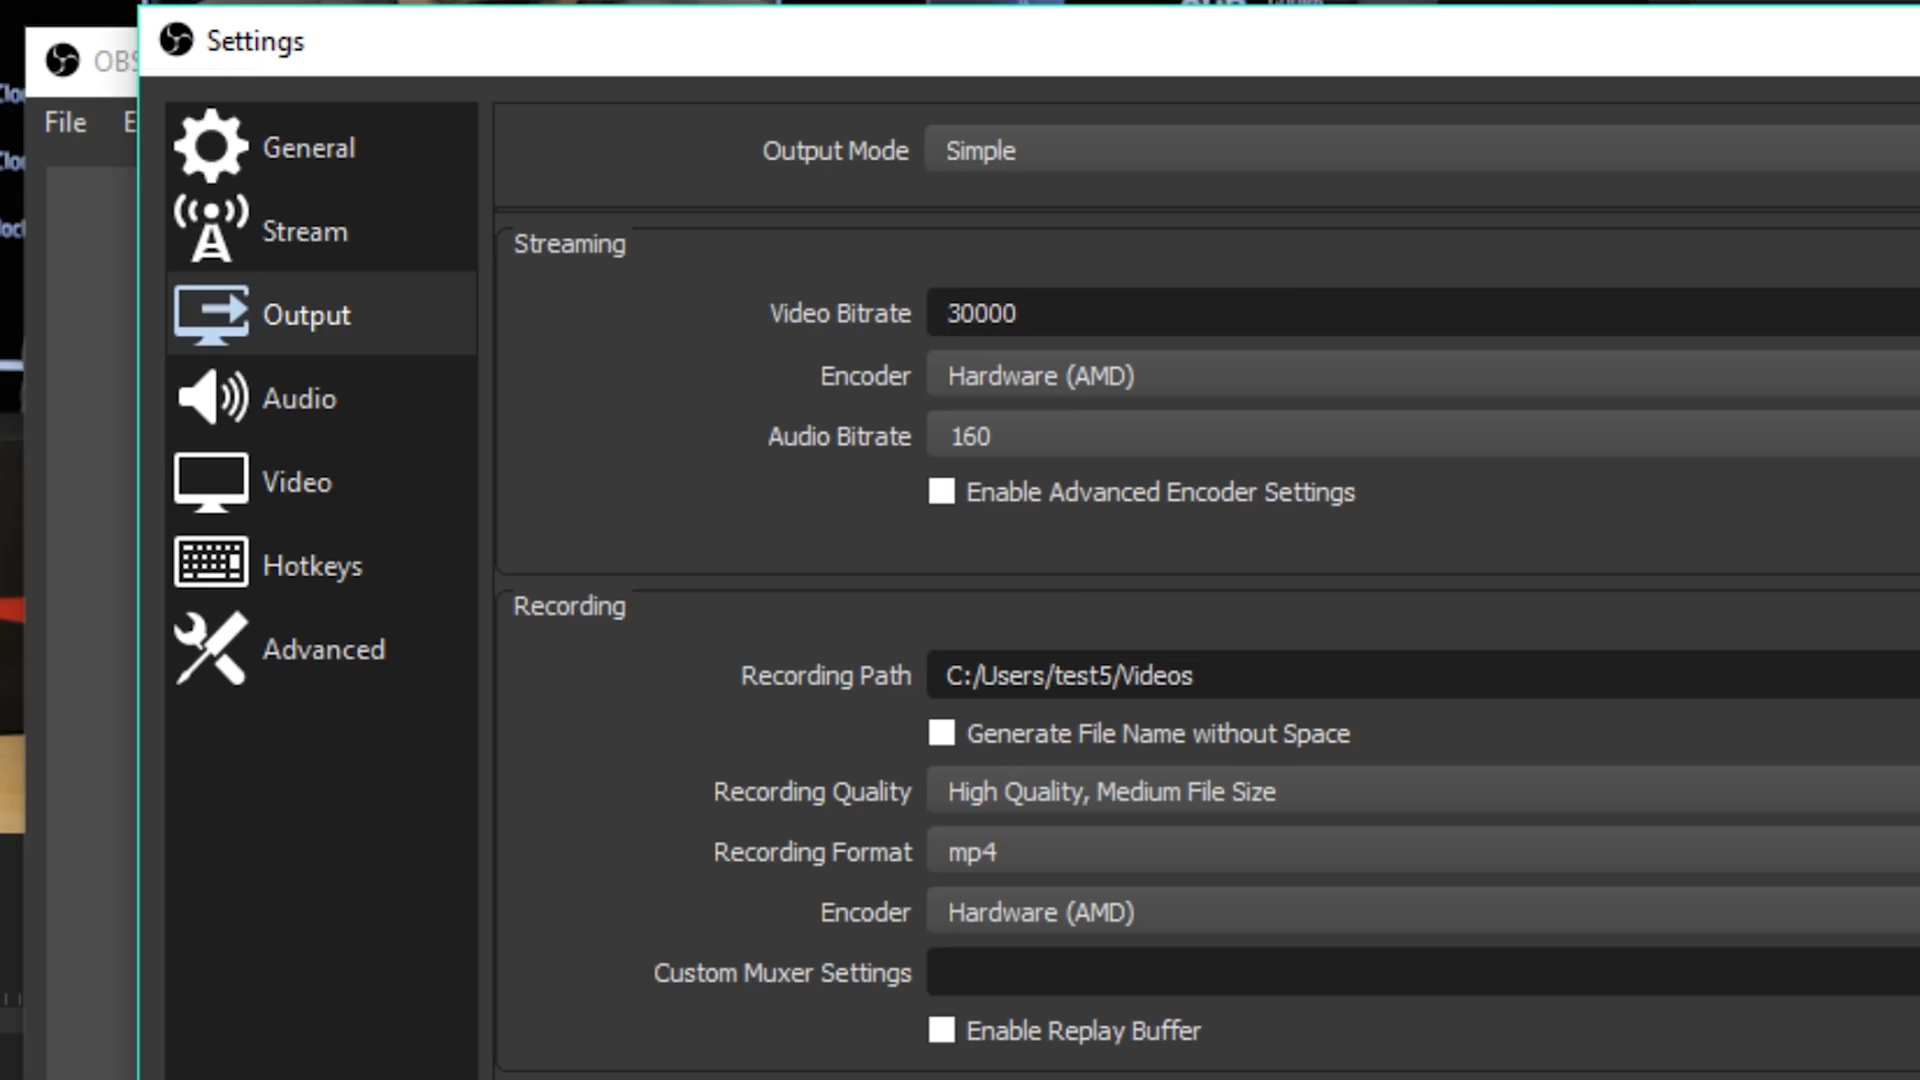 Settings
OBS
File
General
Stream
Output
Audio
Video
Hotkeys
Advanced
Output Mode Simple
Streaming
Video Bitrate 30000
Encoder Hardware (AMD)
Audio Bitrate 160
Enable Advanced Encoder Settings
Recording
Recording Path C:/Users/test5/Videos
Generate File Name without Space
Recording Quality High Quality, Medium File Size
Recording Format mp4
Encoder Hardware (AMD)
Custom Muxer Settings
Enable Replay Buffer